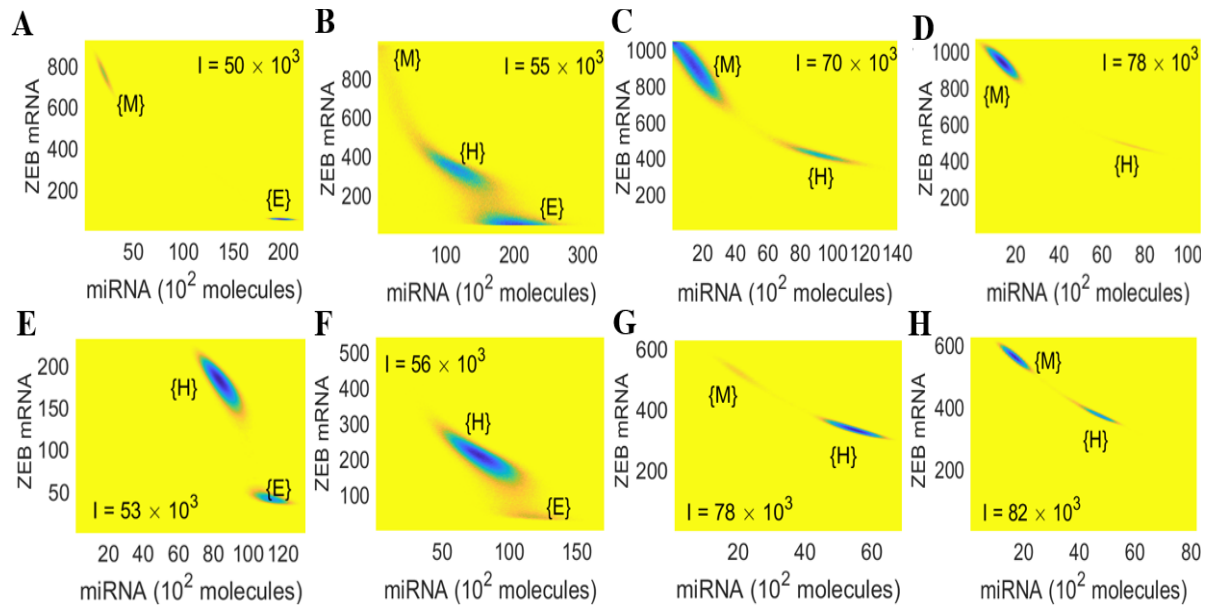 A
ZEB mRNA
800
600
400
200
I = 50 × 10³
{M}
{E}
50 100 150 200
miRNA (10² molecules)
B
ZEB mRNA
800
600
400
200
{M}
I = 55 × 10³
{H}
{E}
100 200 300
miRNA (10² molecules)
C
ZEB mRNA
1000
800
600
400
200
{M}
I = 70 × 10³
{H}
20 40 60 80 100 120 140
miRNA (10² molecules)
D
ZEB mRNA
1000
800
600
400
200
I = 78 × 10³
{M}
{H}
20 40 60 80 100
miRNA (10² molecules)
E
ZEB mRNA
200
150
100
50
{H}
{E}
I = 53 × 10³
20 40 60 80 100 120
miRNA (10² molecules)
F
ZEB mRNA
500
400
300
200
100
I = 56 × 10³
{H}
{E}
50 100 150
miRNA (10² molecules)
G
ZEB mRNA
600
400
200
{M}
{H}
I = 78 × 10³
20 40 60
miRNA (10² molecules)
H
ZEB mRNA
600
400
200
{M}
{H}
I = 82 × 10³
20 40 60 80
miRNA (10² molecules)